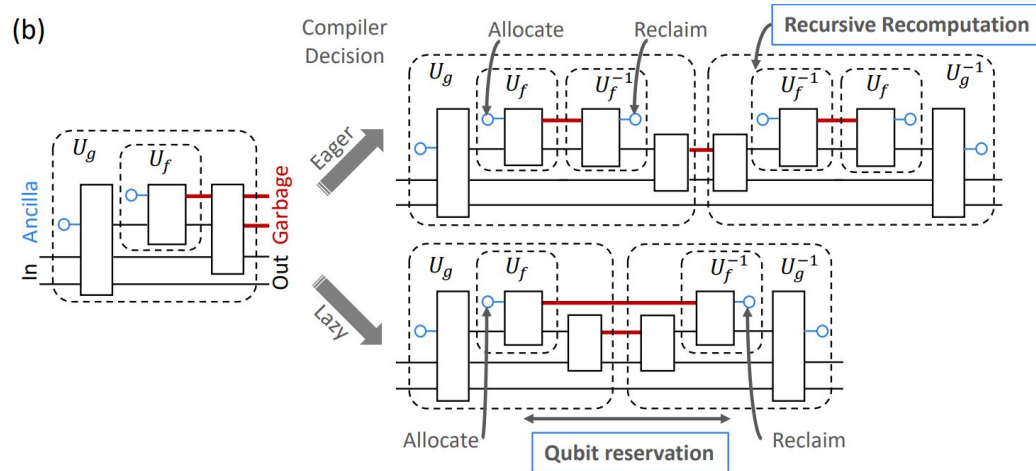 (b)
Compiler
Decision
Allocate
Reclaim
Recursive Recomputation
U_g
U_f
U_f^{-1}
U_f^{-1}
U_f
U_g^{-1}
Eager
U_g
U_f
Ancilla
Garbage
In
Out
Lazy
U_g
U_f
U_f^{-1}
U_g^{-1}
Allocate
Qubit reservation
Reclaim